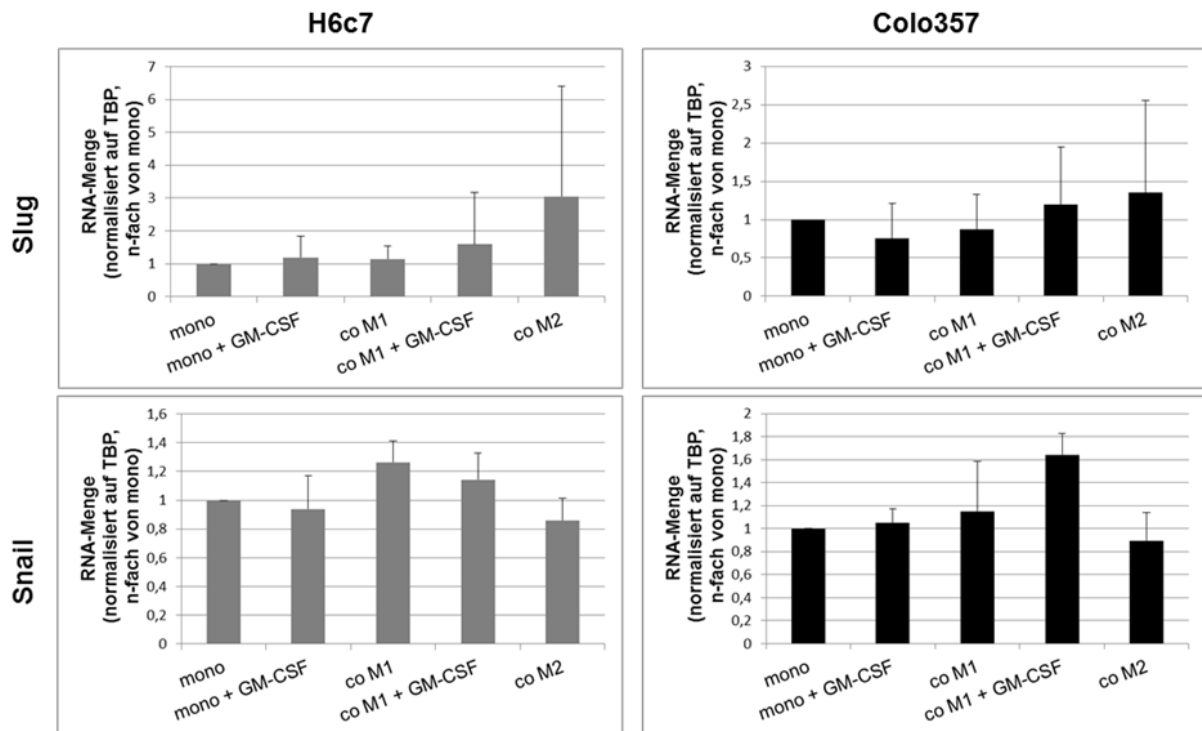 H6c7
Colo357
Slug
RNA-Menge
(normalisiert auf TBP,
n-fach von mono)
7
6
5
4
3
2
1
0
mono
mono + GM-CSF
co M1
co M1 + GM-CSF
co M2
RNA-Menge
(normalisiert auf TBP,
n-fach von mono)
3
2,5
2
1,5
1
0,5
0
mono
mono + GM-CSF
co M1
co M1 + GM-CSF
co M2
Snail
RNA-Menge
(normalisiert auf TBP,
n-fach von mono)
1,6
1,4
1,2
1
0,8
0,6
0,4
0,2
0
mono
mono + GM-CSF
co M1
co M1 + GM-CSF
co M2
RNA-Menge
(normalisiert auf TBP,
n-fach von mono)
2
1,8
1,6
1,4
1,2
1
0,8
0,6
0,4
0,2
0
mono
mono + GM-CSF
co M1
co M1 + GM-CSF
co M2